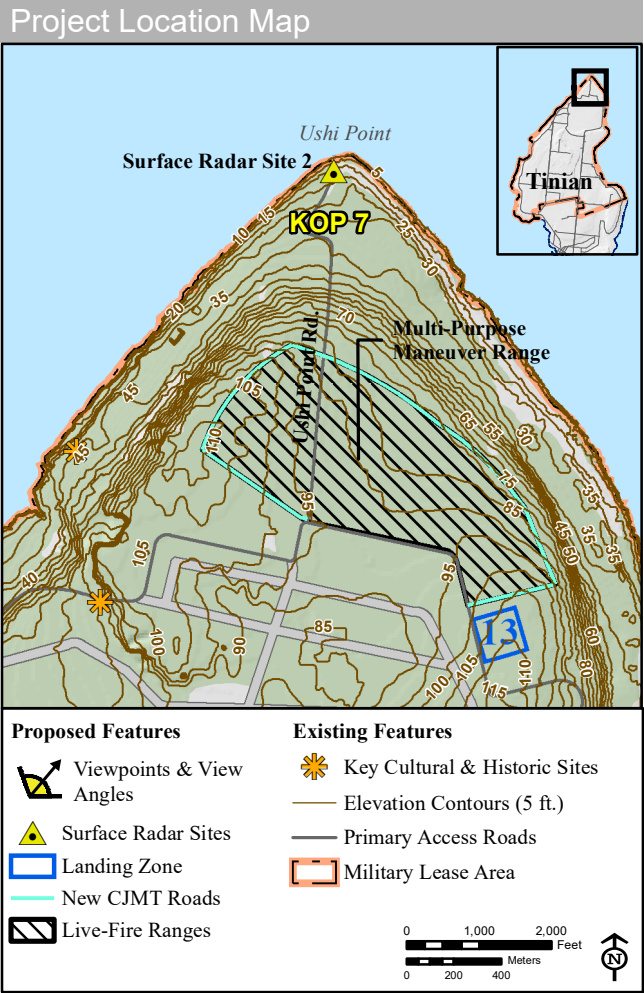 Project Location Map
Ushi Point
Surface Radar Site 2
KOP 7
Tinian
5
15
10
25
30
20
35
70
Multi-Purpose
Maneuver Range
Ushi Point Rd.
105
45
110
45
65
55
30
75
85
35
95
45
50
35
35
105
95
40
13
100
90
85
60
80
100
105
110
115
Proposed Features
Viewpoints & View
Angles
Surface Radar Sites
Landing Zone
New CJMT Roads
Live-Fire Ranges
Existing Features
Key Cultural & Historic Sites
Elevation Contours (5 ft.)
Primary Access Roads
Military Lease Area
0 1,000 2,000
Feet
Meters
0 200 400
N